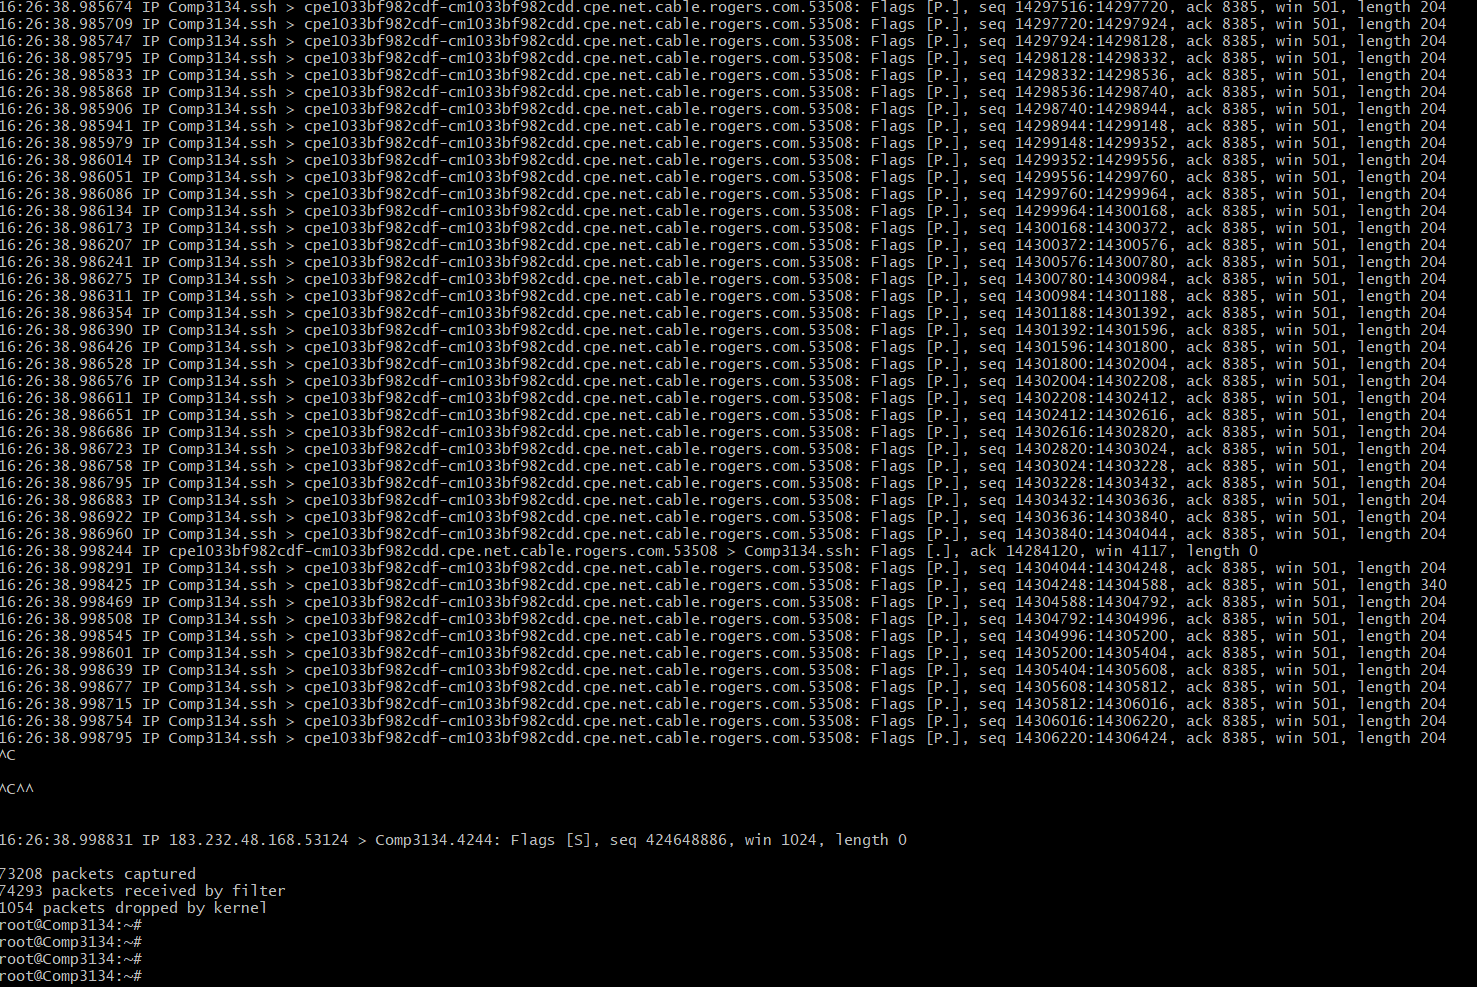 16:26:38.985674 IP Comp3134.ssh > cpe1033bf982cdf-cm1033bf982cdd.cpe.net.cable.rogers.com.53508: Flags [P.], seq 14297516:14297720, ack 8385, win 501, length 204
16:26:38.985709 IP Comp3134.ssh > cpe1033bf982cdf-cm1033bf982cdd.cpe.net.cable.rogers.com.53508: Flags [P.], seq 14297720:14297924, ack 8385, win 501, length 204
16:26:38.985747 IP Comp3134.ssh > cpe1033bf982cdf-cm1033bf982cdd.cpe.net.cable.rogers.com.53508: Flags [P.], seq 14297924:14298128, ack 8385, win 501, length 204
16:26:38.985795 IP Comp3134.ssh > cpe1033bf982cdf-cm1033bf982cdd.cpe.net.cable.rogers.com.53508: Flags [P.], seq 14298128:14298332, ack 8385, win 501, length 204
16:26:38.985833 IP Comp3134.ssh > cpe1033bf982cdf-cm1033bf982cdd.cpe.net.cable.rogers.com.53508: Flags [P.], seq 14298332:14298536, ack 8385, win 501, length 204
16:26:38.985868 IP Comp3134.ssh > cpe1033bf982cdf-cm1033bf982cdd.cpe.net.cable.rogers.com.53508: Flags [P.], seq 14298536:14298740, ack 8385, win 501, length 204
16:26:38.985906 IP Comp3134.ssh > cpe1033bf982cdf-cm1033bf982cdd.cpe.net.cable.rogers.com.53508: Flags [P.], seq 14298740:14298944, ack 8385, win 501, length 204
16:26:38.985941 IP Comp3134.ssh > cpe1033bf982cdf-cm1033bf982cdd.cpe.net.cable.rogers.com.53508: Flags [P.], seq 14298944:14299148, ack 8385, win 501, length 204
16:26:38.985979 IP Comp3134.ssh > cpe1033bf982cdf-cm1033bf982cdd.cpe.net.cable.rogers.com.53508: Flags [P.], seq 14299148:14299352, ack 8385, win 501, length 204
16:26:38.986014 IP Comp3134.ssh > cpe1033bf982cdf-cm1033bf982cdd.cpe.net.cable.rogers.com.53508: Flags [P.], seq 14299352:14299556, ack 8385, win 501, length 204
16:26:38.986051 IP Comp3134.ssh > cpe1033bf982cdf-cm1033bf982cdd.cpe.net.cable.rogers.com.53508: Flags [P.], seq 14299556:14299760, ack 8385, win 501, length 204
16:26:38.986086 IP Comp3134.ssh > cpe1033bf982cdf-cm1033bf982cdd.cpe.net.cable.rogers.com.53508: Flags [P.], seq 14299760:14299964, ack 8385, win 501, length 204
16:26:38.986134 IP Comp3134.ssh > cpe1033bf982cdf-cm1033bf982cdd.cpe.net.cable.rogers.com.53508: Flags [P.], seq 14299964:14300168, ack 8385, win 501, length 204
16:26:38.986173 IP Comp3134.ssh > cpe1033bf982cdf-cm1033bf982cdd.cpe.net.cable.rogers.com.53508: Flags [P.], seq 14300168:14300372, ack 8385, win 501, length 204
16:26:38.986207 IP Comp3134.ssh > cpe1033bf982cdf-cm1033bf982cdd.cpe.net.cable.rogers.com.53508: Flags [P.], seq 14300372:14300576, ack 8385, win 501, length 204
16:26:38.986241 IP Comp3134.ssh > cpe1033bf982cdf-cm1033bf982cdd.cpe.net.cable.rogers.com.53508: Flags [P.], seq 14300576:14300780, ack 8385, win 501, length 204
16:26:38.986275 IP Comp3134.ssh > cpe1033bf982cdf-cm1033bf982cdd.cpe.net.cable.rogers.com.53508: Flags [P.], seq 14300780:14300984, ack 8385, win 501, length 204
16:26:38.986311 IP Comp3134.ssh > cpe1033bf982cdf-cm1033bf982cdd.cpe.net.cable.rogers.com.53508: Flags [P.], seq 14300984:14301188, ack 8385, win 501, length 204
16:26:38.986354 IP Comp3134.ssh > cpe1033bf982cdf-cm1033bf982cdd.cpe.net.cable.rogers.com.53508: Flags [P.], seq 14301188:14301392, ack 8385, win 501, length 204
16:26:38.986390 IP Comp3134.ssh > cpe1033bf982cdf-cm1033bf982cdd.cpe.net.cable.rogers.com.53508: Flags [P.], seq 14301392:14301596, ack 8385, win 501, length 204
16:26:38.986426 IP Comp3134.ssh > cpe1033bf982cdf-cm1033bf982cdd.cpe.net.cable.rogers.com.53508: Flags [P.], seq 14301596:14301800, ack 8385, win 501, length 204
16:26:38.986528 IP Comp3134.ssh > cpe1033bf982cdf-cm1033bf982cdd.cpe.net.cable.rogers.com.53508: Flags [P.], seq 14301800:14302004, ack 8385, win 501, length 204
16:26:38.986576 IP Comp3134.ssh > cpe1033bf982cdf-cm1033bf982cdd.cpe.net.cable.rogers.com.53508: Flags [P.], seq 14302004:14302208, ack 8385, win 501, length 204
16:26:38.986611 IP Comp3134.ssh > cpe1033bf982cdf-cm1033bf982cdd.cpe.net.cable.rogers.com.53508: Flags [P.], seq 14302208:14302412, ack 8385, win 501, length 204
16:26:38.986651 IP Comp3134.ssh > cpe1033bf982cdf-cm1033bf982cdd.cpe.net.cable.rogers.com.53508: Flags [P.], seq 14302412:14302616, ack 8385, win 501, length 204
16:26:38.986686 IP Comp3134.ssh > cpe1033bf982cdf-cm1033bf982cdd.cpe.net.cable.rogers.com.53508: Flags [P.], seq 14302616:14302820, ack 8385, win 501, length 204
16:26:38.986723 IP Comp3134.ssh > cpe1033bf982cdf-cm1033bf982cdd.cpe.net.cable.rogers.com.53508: Flags [P.], seq 14302820:14303024, ack 8385, win 501, length 204
16:26:38.986758 IP Comp3134.ssh > cpe1033bf982cdf-cm1033bf982cdd.cpe.net.cable.rogers.com.53508: Flags [P.], seq 14303024:14303228, ack 8385, win 501, length 204
16:26:38.986795 IP Comp3134.ssh > cpe1033bf982cdf-cm1033bf982cdd.cpe.net.cable.rogers.com.53508: Flags [P.], seq 14303228:14303432, ack 8385, win 501, length 204
16:26:38.986883 IP Comp3134.ssh > cpe1033bf982cdf-cm1033bf982cdd.cpe.net.cable.rogers.com.53508: Flags [P.], seq 14303432:14303636, ack 8385, win 501, length 204
16:26:38.986922 IP Comp3134.ssh > cpe1033bf982cdf-cm1033bf982cdd.cpe.net.cable.rogers.com.53508: Flags [P.], seq 14303636:14303840, ack 8385, win 501, length 204
16:26:38.986960 IP Comp3134.ssh > cpe1033bf982cdf-cm1033bf982cdd.cpe.net.cable.rogers.com.53508: Flags [P.], seq 14303840:14304044, ack 8385, win 501, length 204
16:26:38.998244 IP cpe1033bf982cdf-cm1033bf982cdd.cpe.net.cable.rogers.com.53508 > Comp3134.ssh: Flags [.], ack 14284120, win 4117, length 0
16:26:38.998291 IP Comp3134.ssh > cpe1033bf982cdf-cm1033bf982cdd.cpe.net.cable.rogers.com.53508: Flags [P.], seq 14304044:14304248, ack 8385, win 501, length 204
16:26:38.998425 IP Comp3134.ssh > cpe1033bf982cdf-cm1033bf982cdd.cpe.net.cable.rogers.com.53508: Flags [P.], seq 14304248:14304588, ack 8385, win 501, length 340
16:26:38.998469 IP Comp3134.ssh > cpe1033bf982cdf-cm1033bf982cdd.cpe.net.cable.rogers.com.53508: Flags [P.], seq 14304588:14304792, ack 8385, win 501, length 204
16:26:38.998508 IP Comp3134.ssh > cpe1033bf982cdf-cm1033bf982cdd.cpe.net.cable.rogers.com.53508: Flags [P.], seq 14304792:14304996, ack 8385, win 501, length 204
16:26:38.998545 IP Comp3134.ssh > cpe1033bf982cdf-cm1033bf982cdd.cpe.net.cable.rogers.com.53508: Flags [P.], seq 14304996:14305200, ack 8385, win 501, length 204
16:26:38.998601 IP Comp3134.ssh > cpe1033bf982cdf-cm1033bf982cdd.cpe.net.cable.rogers.com.53508: Flags [P.], seq 14305200:14305404, ack 8385, win 501, length 204
16:26:38.998639 IP Comp3134.ssh > cpe1033bf982cdf-cm1033bf982cdd.cpe.net.cable.rogers.com.53508: Flags [P.], seq 14305404:14305608, ack 8385, win 501, length 204
16:26:38.998677 IP Comp3134.ssh > cpe1033bf982cdf-cm1033bf982cdd.cpe.net.cable.rogers.com.53508: Flags [P.], seq 14305608:14305812, ack 8385, win 501, length 204
16:26:38.998715 IP Comp3134.ssh > cpe1033bf982cdf-cm1033bf982cdd.cpe.net.cable.rogers.com.53508: Flags [P.], seq 14305812:14306016, ack 8385, win 501, length 204
16:26:38.998754 IP Comp3134.ssh > cpe1033bf982cdf-cm1033bf982cdd.cpe.net.cable.rogers.com.53508: Flags [P.], seq 14306016:14306220, ack 8385, win 501, length 204
16:26:38.998795 IP Comp3134.ssh > cpe1033bf982cdf-cm1033bf982cdd.cpe.net.cable.rogers.com.53508: Flags [P.], seq 14306220:14306424, ack 8385, win 501, length 204
^C
^C^^
16:26:38.998831 IP 183.232.48.168.53124 > Comp3134.4244: Flags [S], seq 424648886, win 1024, length 0
73208 packets captured
74293 packets received by filter
1054 packets dropped by kernel
root@Comp3134:~#
root@Comp3134:~#
root@Comp3134:~#
root@Comp3134:~#